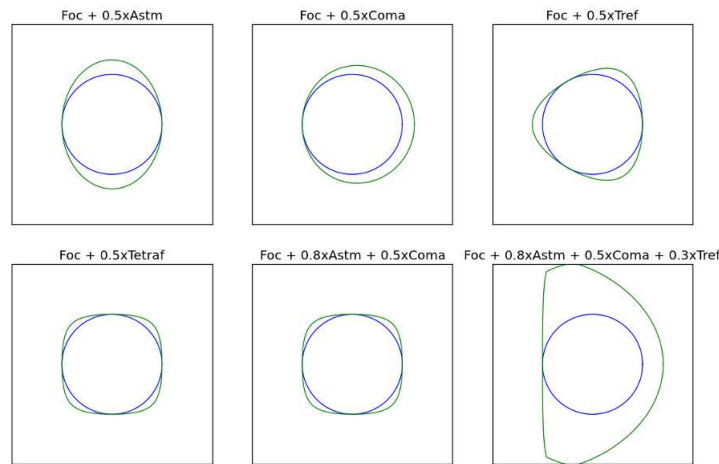 Foc + 0.5xAstm
Foc + 0.5xComa
Foc + 0.5xTref
Foc + 0.5xTetraf
Foc + 0.8xAstm + 0.5xComa
Foc + 0.8xAstm + 0.5xComa + 0.3xTref